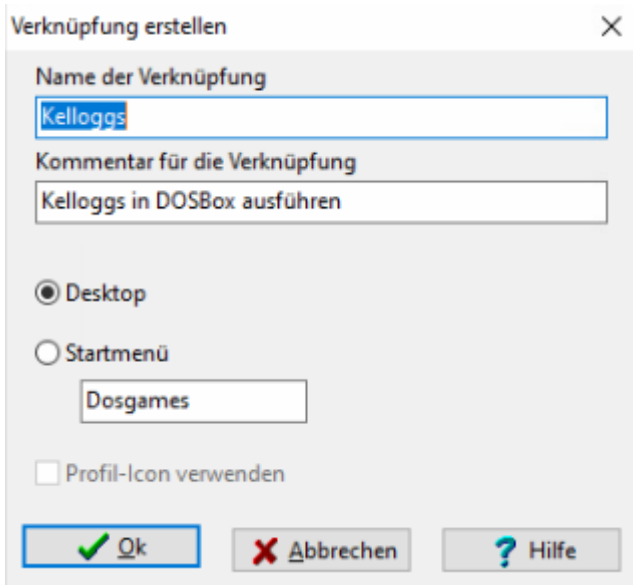 Verknüpfung erstellen
Name der Verknüpfung
Kelloggs
Kommentar für die Verknüpfung
Kelloggs in DOSBox ausführen
Desktop
Startmenü
Dosgames
Profil-Icon verwenden
Ok Abbrechen Hilfe